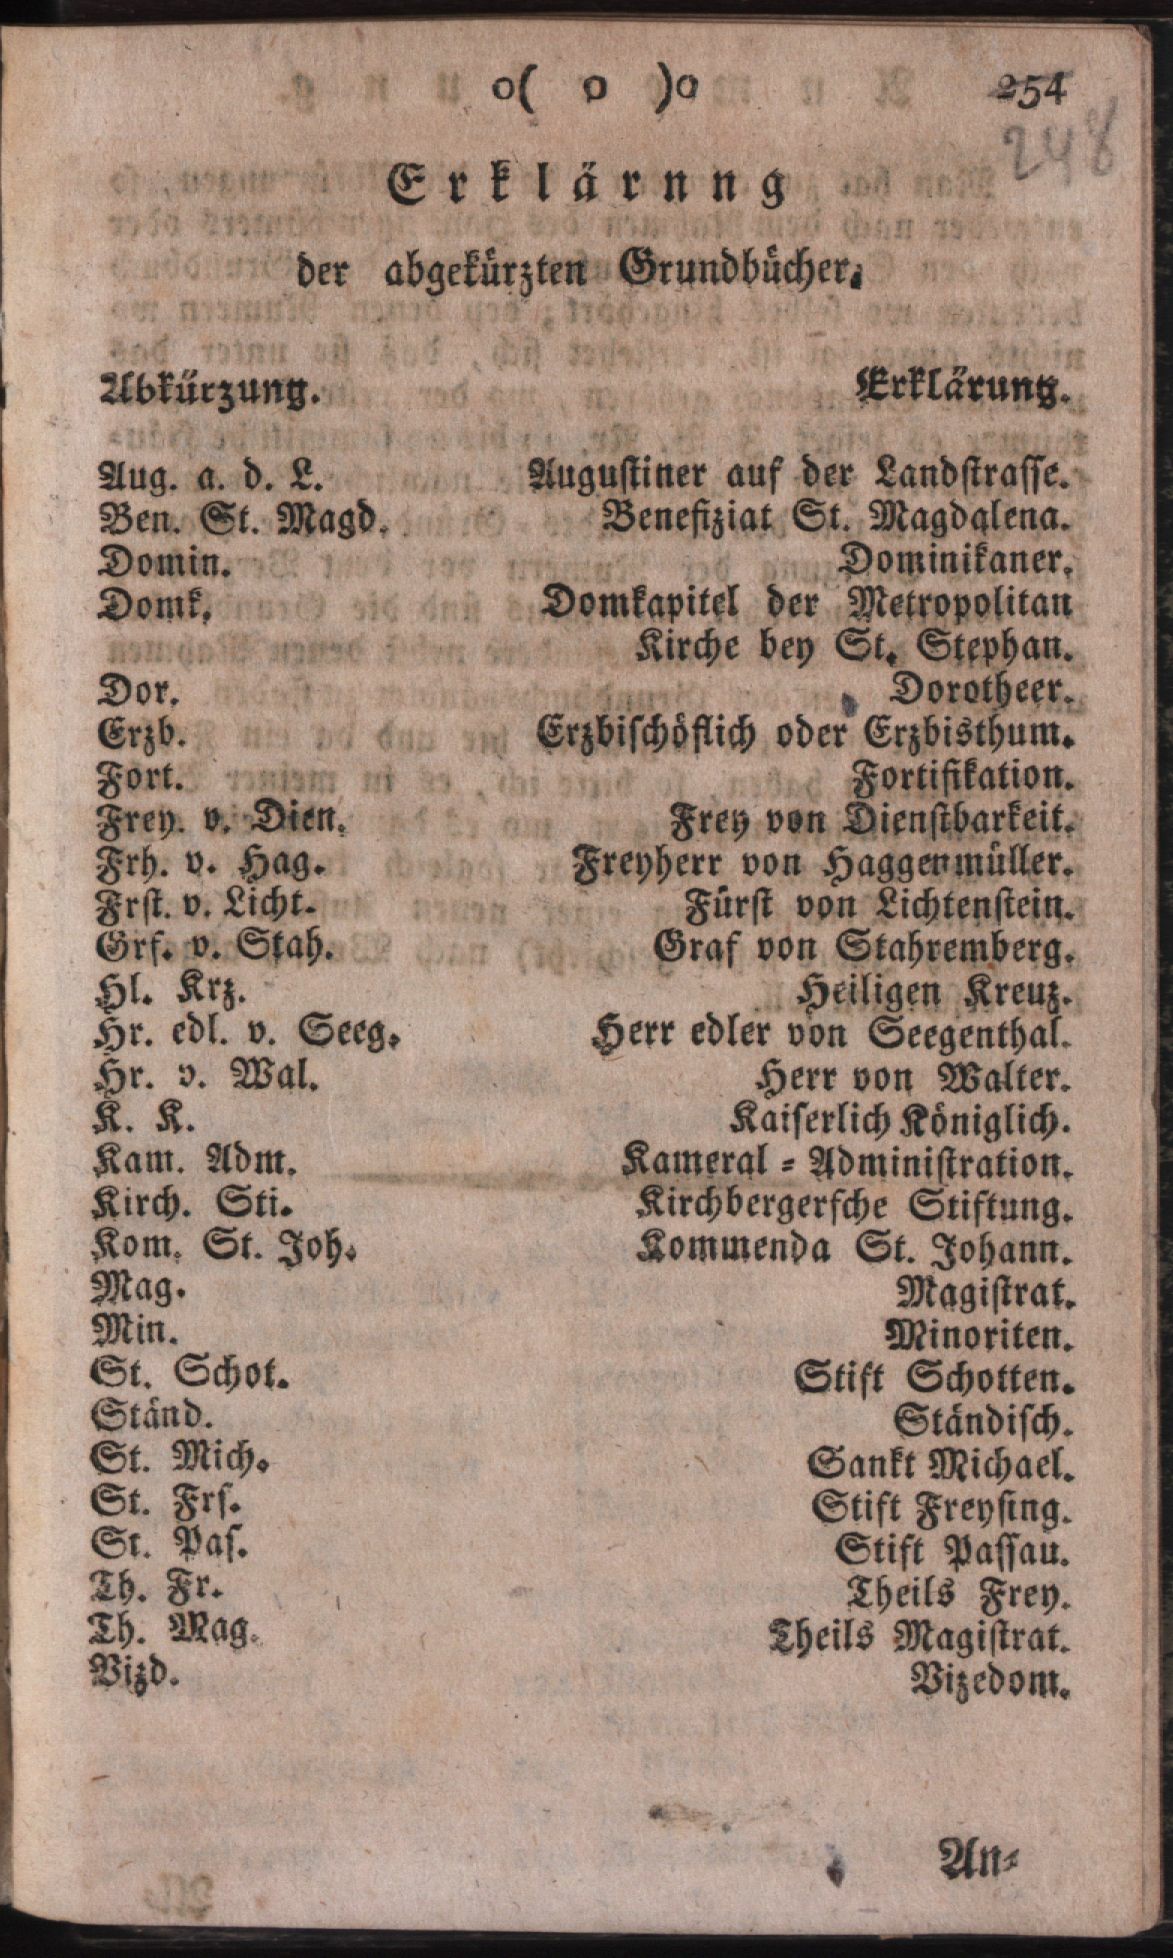 o( o )o 254
248
Erklärnng
der abgekürzten Grundbücher.
Abkürzung. Erklärung.
Aug. a. d. L. Augustiner auf der Landstrasse.
Ben. St. Magd. Benefiziat St. Magdalena.
Domin. Dominikaner.
Domk. Domkapitel der Metropolitan
Kirche bey St. Stephan.
Dor. Dorotheer.
Erzb. Erzbischöflich oder Erzbisthum.
Fort. Fortifikation.
Frey. v. Dien. Frey von Dienstbarkeit.
Frh. v. Hag. Freyherr von Haggenmüller.
Frst. v. Licht. Fürst von Lichtenstein.
Grf. v. Stah. Graf von Stahremberg.
Hl. Krz. Heiligen Kreuz.
Hr. edl. v. Seeg. Herr edler von Seegenthal.
Hr. v. Wal. Herr von Walter.
K. K. Kaiserlich Königlich.
Kam. Adm. Kameral-Administration.
Kirch. Sti. Kirchbergersche Stiftung.
Kom. St. Joh. Kommenda St. Johann.
Mag. Magistrat.
Min. Minoriten.
St. Schot. Stift Schotten.
Ständ. Ständisch.
St. Mich. Sankt Michael.
St. Frs. Stift Freysing.
St. Pas. Stift Passau.
Th. Fr. Theils Frey.
Th. Mag. Theils Magistrat.
Vizd. Vizedom.
An-